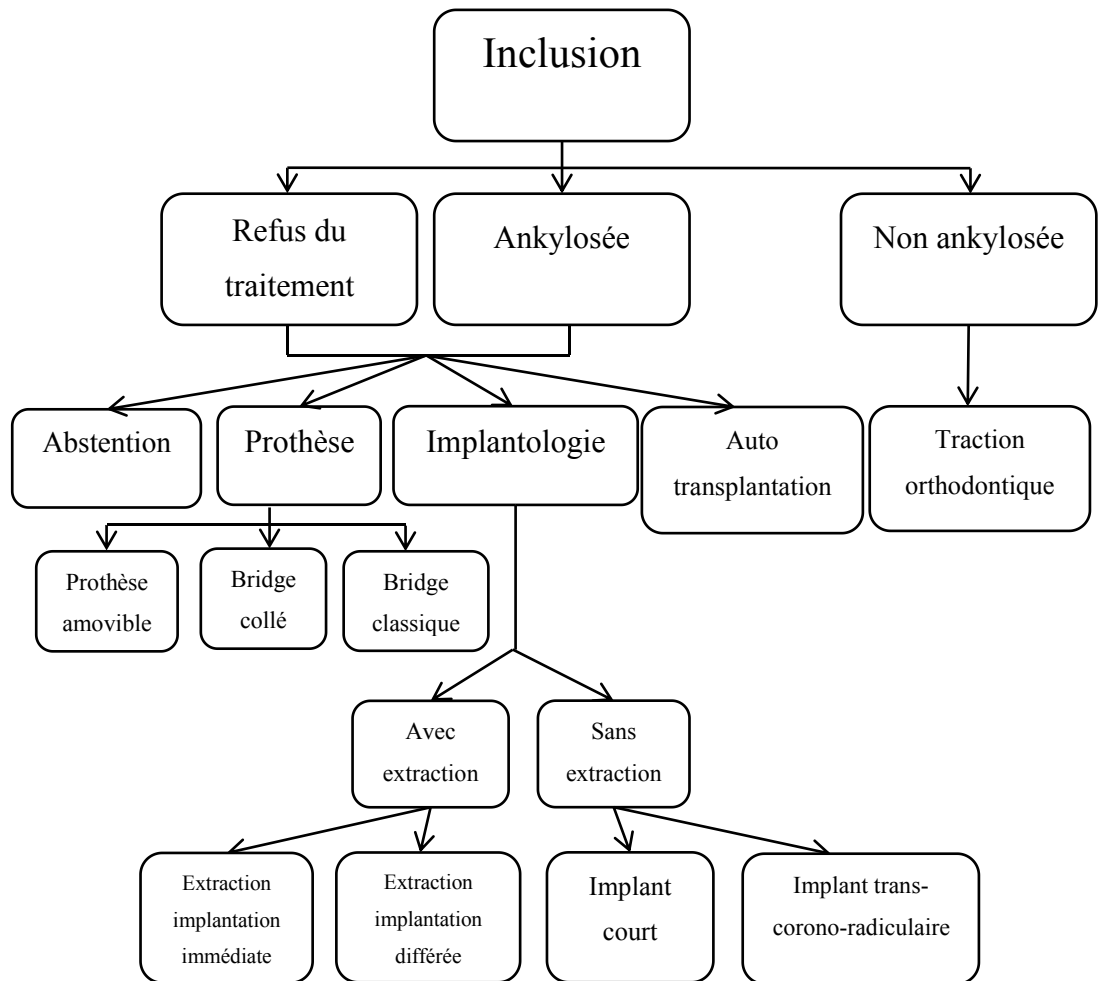 Inclusion
Refus du
traitement
Ankylosée
Non ankylosée
Abstention
Prothèse
Implantologie
Auto
transplantation
Traction
orthodontique
Prothèse
amovible
Bridge
collé
Bridge
classique
Avec
extraction
Sans
extraction
Extraction
implantation
immédiate
Extraction
implantation
différée
Implant
court
Implant trans-
corono-radiculaire